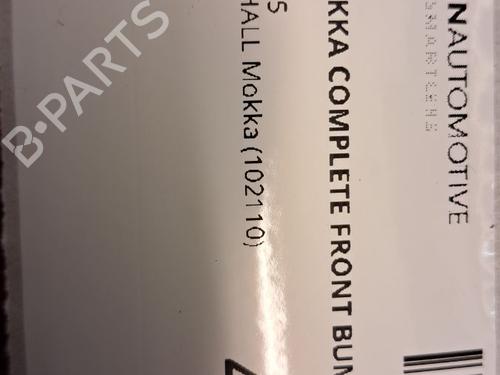 NAUTOMOTIVE
KKA COMPLETE FRONT BUM
5
HALL Mokka (102110)
B-PARTS